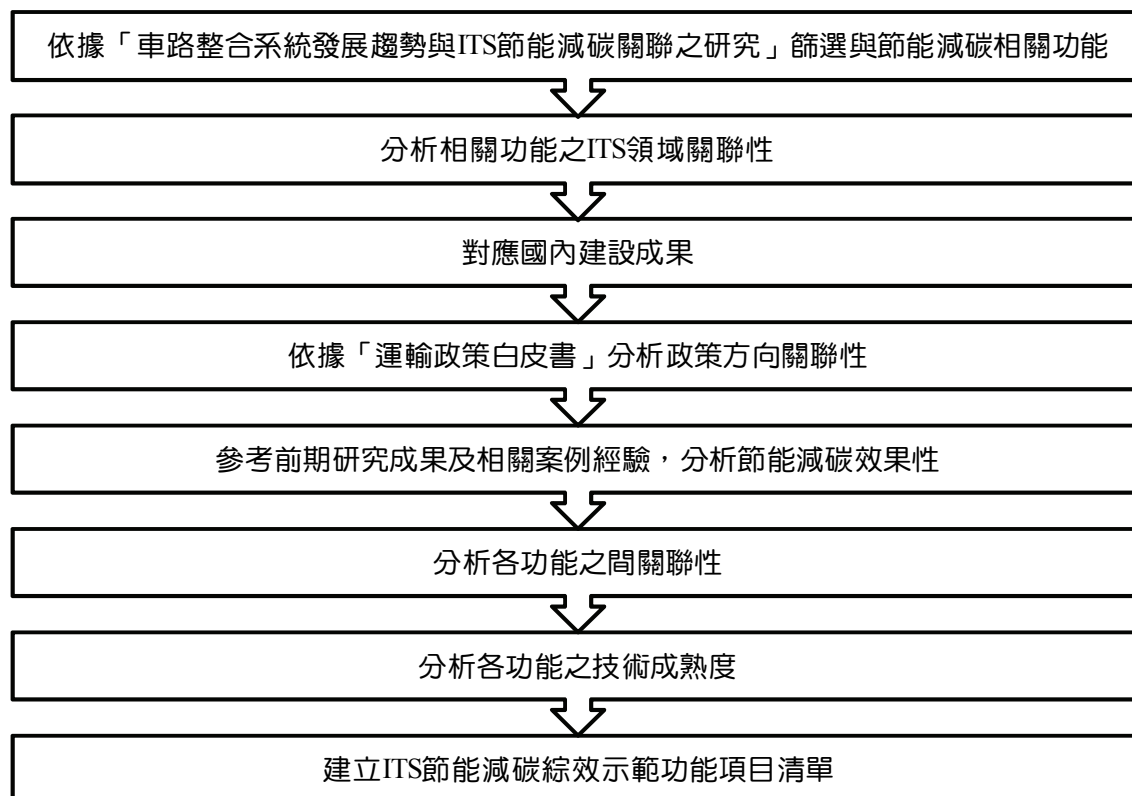 依據「車路整合系統發展趨勢與ITS節能減碳關聯之研究」篩選與節能減碳相關功能
分析相關功能之ITS領域關聯性
對應國內建設成果
依據「運輸政策白皮書」分析政策方向關聯性
參考前期研究成果及相關案例經驗，分析節能減碳效果性
分析各功能之間關聯性
分析各功能之技術成熟度
建立ITS節能減碳綜效示範功能項目清單